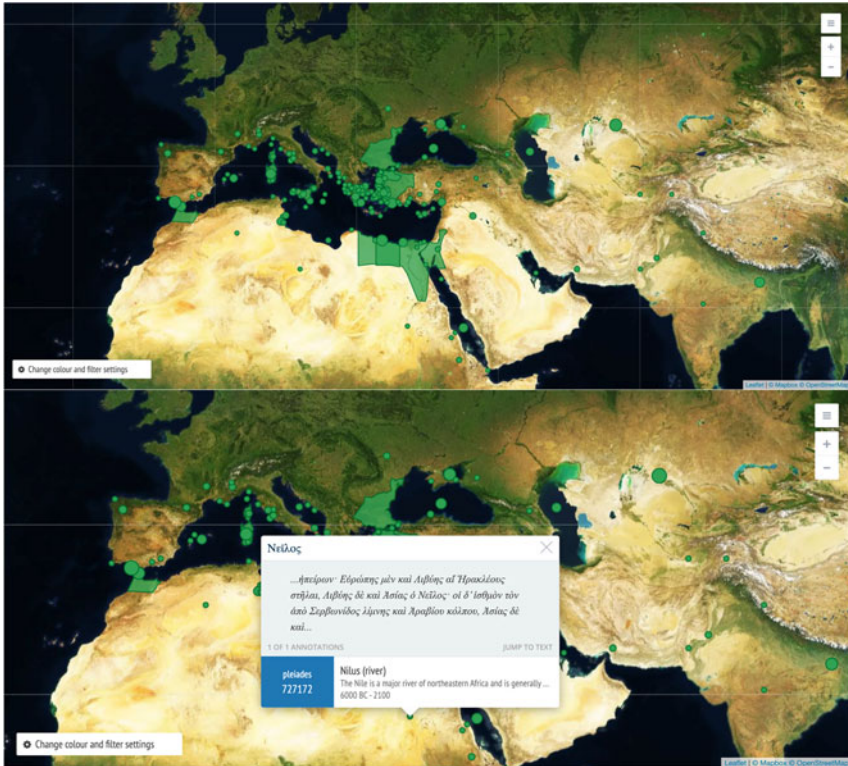 Change colour and filter settings
Leaflet | © Mapbox © OpenStreetMap
Νεῖλος
...ἠπείρων· Εὐρώπης μὲν καὶ Λιβύης αἱ Ἡρακλέους
στῆλαι, Λιβύης δὲ καὶ Ἀσίας ὁ Νεῖλος· οἱ δ' ἰσθμὸν τὸν
ἀπὸ Σερβωνίδος λίμνης καὶ Ἀραβίου κόλπου, Ἀσίας δὲ
καὶ...
1 OF 1 ANNOTATIONS JUMP TO TEXT
pleiades
727172
Nilus (river)
The Nile is a major river of northeastern Africa and is generally ...
6000 BC - 2100
Change colour and filter settings
Leaflet | © Mapbox © OpenStreetMap